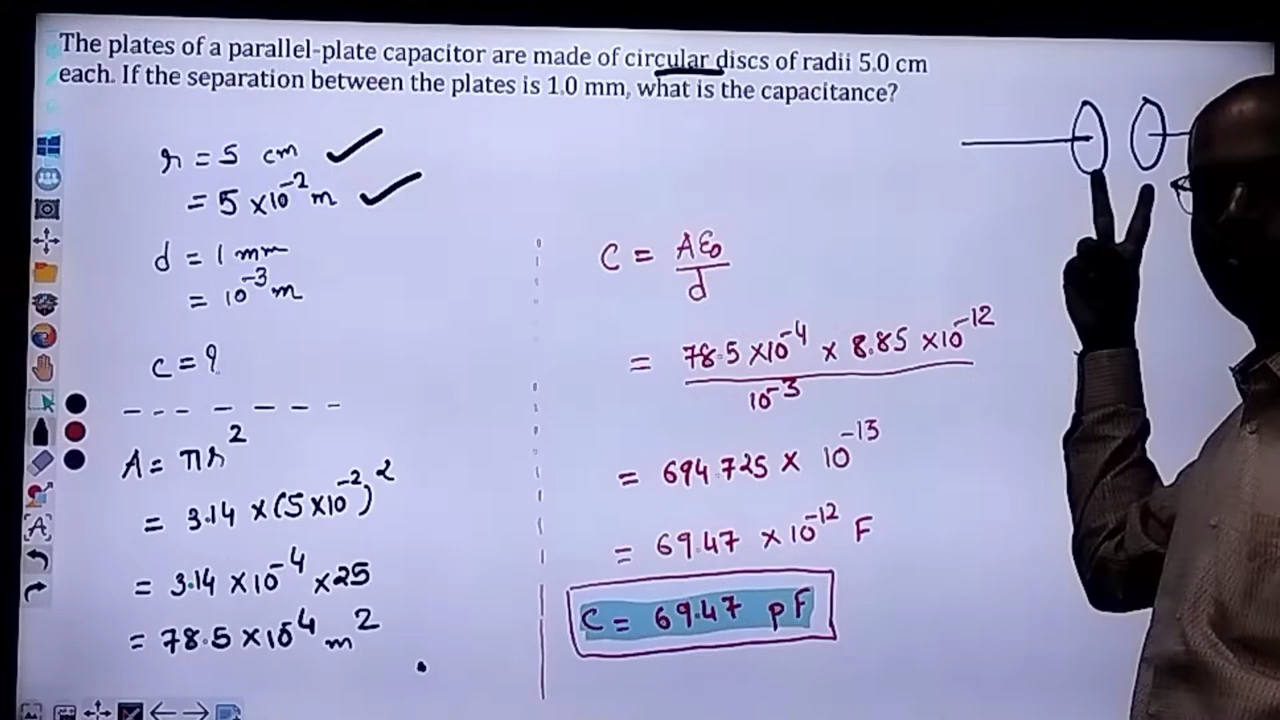 The plates of a parallel-plate capacitor are made of circular discs of radii 5.0 cm
each. If the separation between the plates is 1.0 mm, what is the capacitance?
r = 5 cm
= 5 × 10⁻² m
d = 1 mm
= 10⁻³ m
C = ?
A = πr²
= 3.14 × (5 × 10⁻²)²
= 3.14 × 10⁻⁴ × 25
= 78.5 × 10⁻⁴ m²
C = Aε₀/d
= 78.5 × 10⁻⁴ × 8.85 × 10⁻¹²
10⁻³
= 694.725 × 10⁻¹³
= 69.47 × 10⁻¹² F
C = 69.47 pF